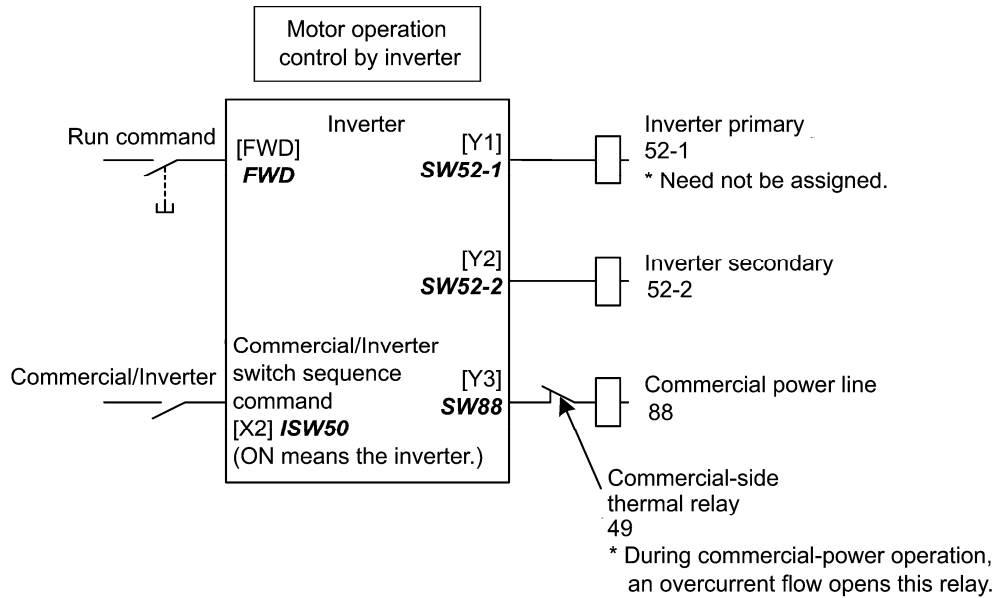 Motor operation
control by inverter
Inverter
Run command
[FWD]
FWD
[Y1]
SW52-1
Inverter primary
52-1
* Need not be assigned.
[Y2]
SW52-2
Inverter secondary
52-2
Commercial/Inverter
Commercial/Inverter
switch sequence
command
[X2] ISW50
(ON means the inverter.)
[Y3]
SW88
Commercial power line
88
Commercial-side
thermal relay
49
* During commercial-power operation,
an overcurrent flow opens this relay.